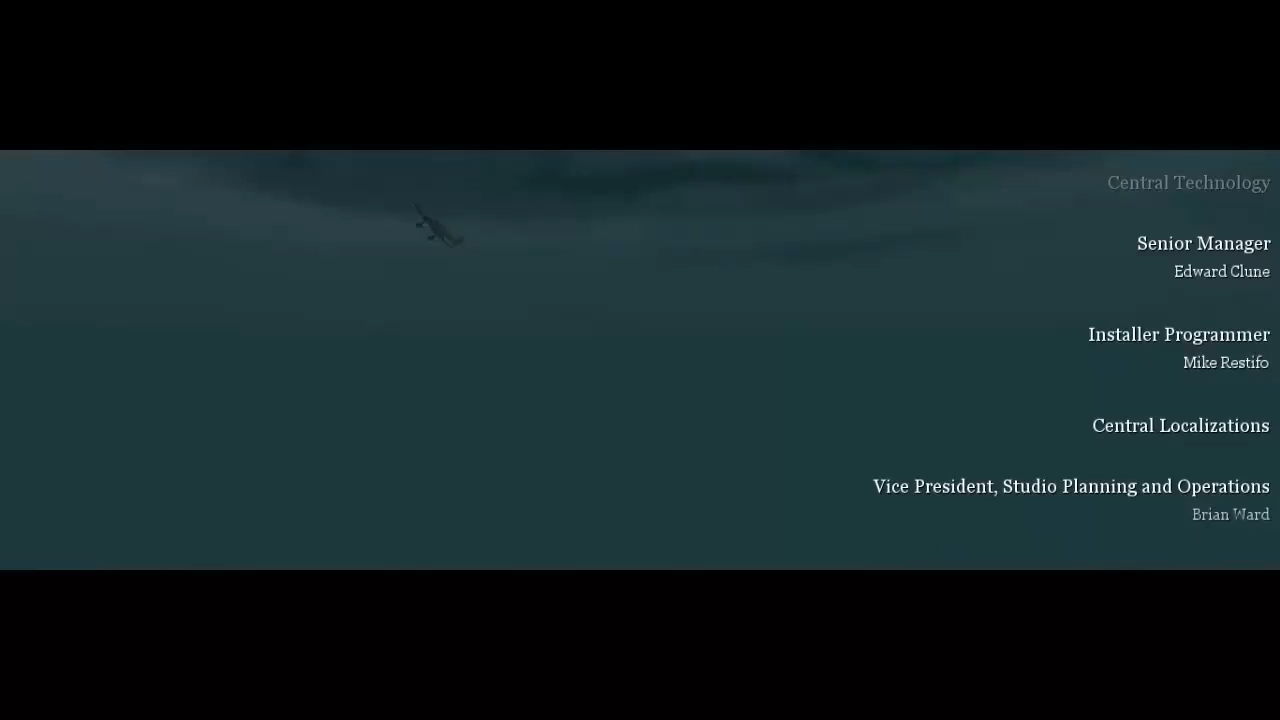 Central Technology
Senior Manager
Edward Clune
Installer Programmer
Mike Restifo
Central Localizations
Vice President, Studio Planning and Operations
Brian Ward